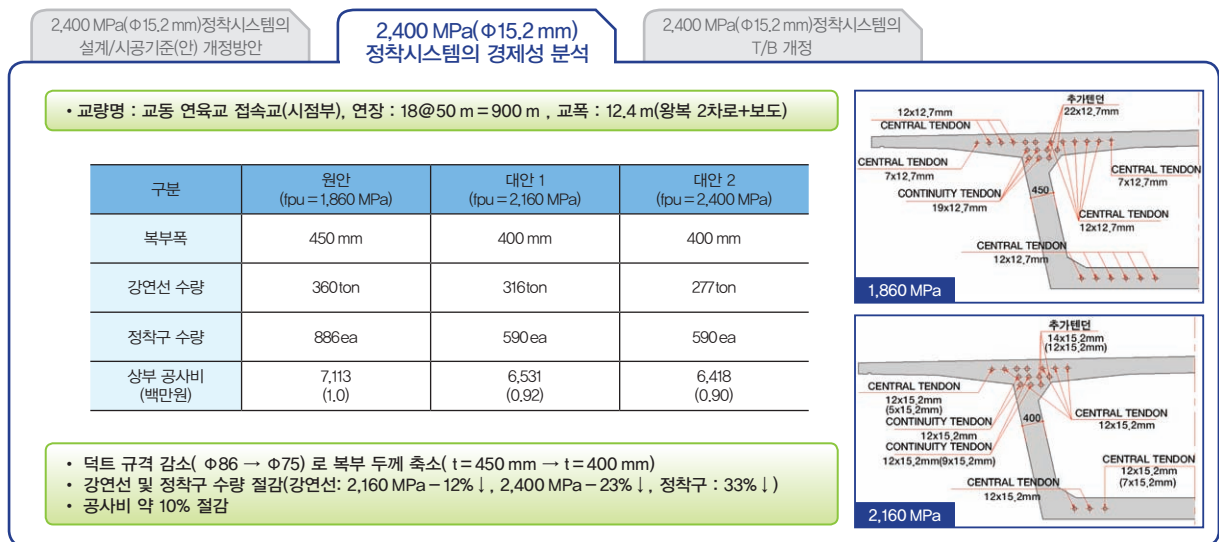 2,400 MPa(Φ15.2 mm)정착시스템의
설계/시공기준(안) 개정방안
2,400 MPa(Φ15.2 mm)
정착시스템의 경제성 분석
2,400 MPa(Φ15.2 mm)정착시스템의
T/B 개정
• 교량명 : 교동 연육교 접속교(시점부), 연장 : 18@50 m = 900 m , 교폭 : 12.4 m(왕복 2차로+보도)
구분 원안 대안 1 대안 2
(fpu = 1,860 MPa) (fpu = 2,160 MPa) (fpu = 2,400 MPa)
복부폭 450 mm 400 mm 400 mm
강연선 수량 360 ton 316 ton 277 ton
정착구 수량 886 ea 590 ea 590 ea
상부 공사비 7,113 6,531 6,418
(백만원) (1.0) (0.92) (0.90)
• 덕트 규격 감소( Φ86 → Φ75) 로 복부 두께 축소( t = 450 mm → t = 400 mm)
• 강연선 및 정착구 수량 절감(강연선: 2,160 MPa – 12%↓, 2,400 MPa – 23%↓, 정착구 : 33%↓)
• 공사비 약 10% 절감
추가텐던
22x12.7mm
12x12.7mm
CENTRAL TENDON
CENTRAL TENDON
7x12.7mm
CENTRAL TENDON
7x12.7mm
CONTINUITY TENDON
19x12.7mm
450
CENTRAL TENDON
12x12.7mm
CENTRAL TENDON
12x12.7mm
1,860 MPa
추가텐던
14x15.2mm
(12x15.2mm)
CENTRAL TENDON
12x15.2mm
(5x15.2mm)
CONTINUITY TENDON
12x15.2mm
CONTINUITY TENDON
12x15.2mm(9x15.2mm)
400
CENTRAL TENDON
12x15.2mm
CENTRAL TENDON
12x15.2mm
(7x15.2mm)
CENTRAL TENDON
12x15.2mm
2,160 MPa